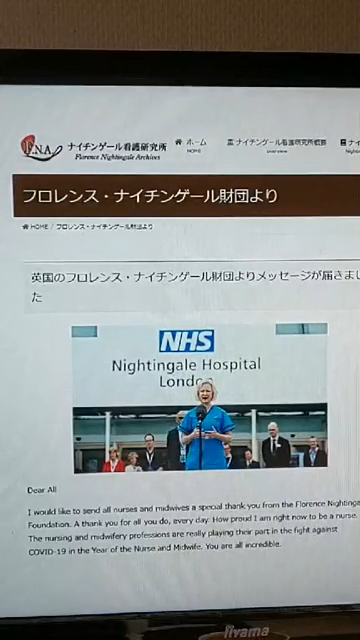 F.N.A. ナイチンゲール看護研究所
Florence Nightingale Archives
ホーム
HOME
ナイチンゲール看護研究所概要
overview
ナイ
フロレンス・ナイチンゲール財団より
HOME / フロレンス・ナイチンゲール財団より
英国のフロレンス・ナイチンゲール財団よりメッセージが届きまし
た
NHS
Nightingale Hospital
London
Dear All
I would like to send all nurses and midwives a special thank you from the Florence Nightinga
Foundation. A thank you for all you do, every day. How proud I am right now to be a nurse.
The nursing and midwifery professions are really playing their part in the fight against
COVID-19 in the Year of the Nurse and Midwife. You are all incredible.
iiyama